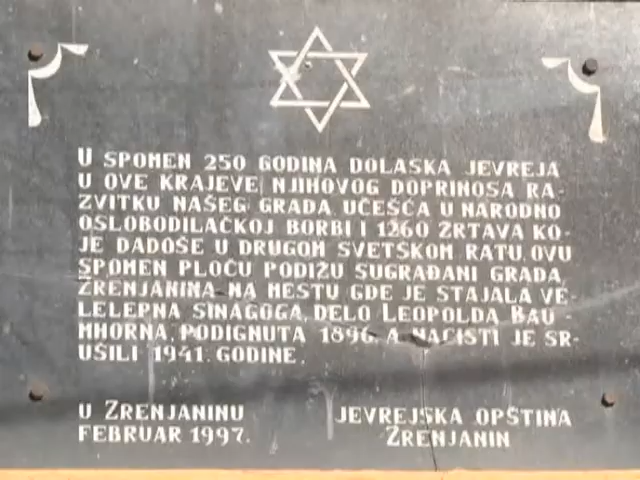 U SPOMEN 250 GODINA DOLASKA JEVREJA
U OVE KRAJEVE, NJIHOVOG DOPRINOSA RA-
ZVITKU NAŠEG GRADA, UČEŠĆA U NARODNO
OSLOBODILAČKOJ BORBI I 1260 ŽRTAVA KO-
JE DADOŠE U DRUGOM SVETSKOM RATU, OVU
SPOMEN PLOČU PODIŽU SUGRAĐANI GRADA
ZRENJANINA NA MESTU GDE JE STAJALA VE-
LELEPNA SINAGOGA, DELO LEOPOLDA BAU-
MHORNA, PODIGNUTA 1896. A NACISTI JE SR-
UŠILI 1941. GODINE.
U ZRENJANINU
FEBRUAR 1997.
JEVREJSKA OPŠTINA
ZRENJANIN